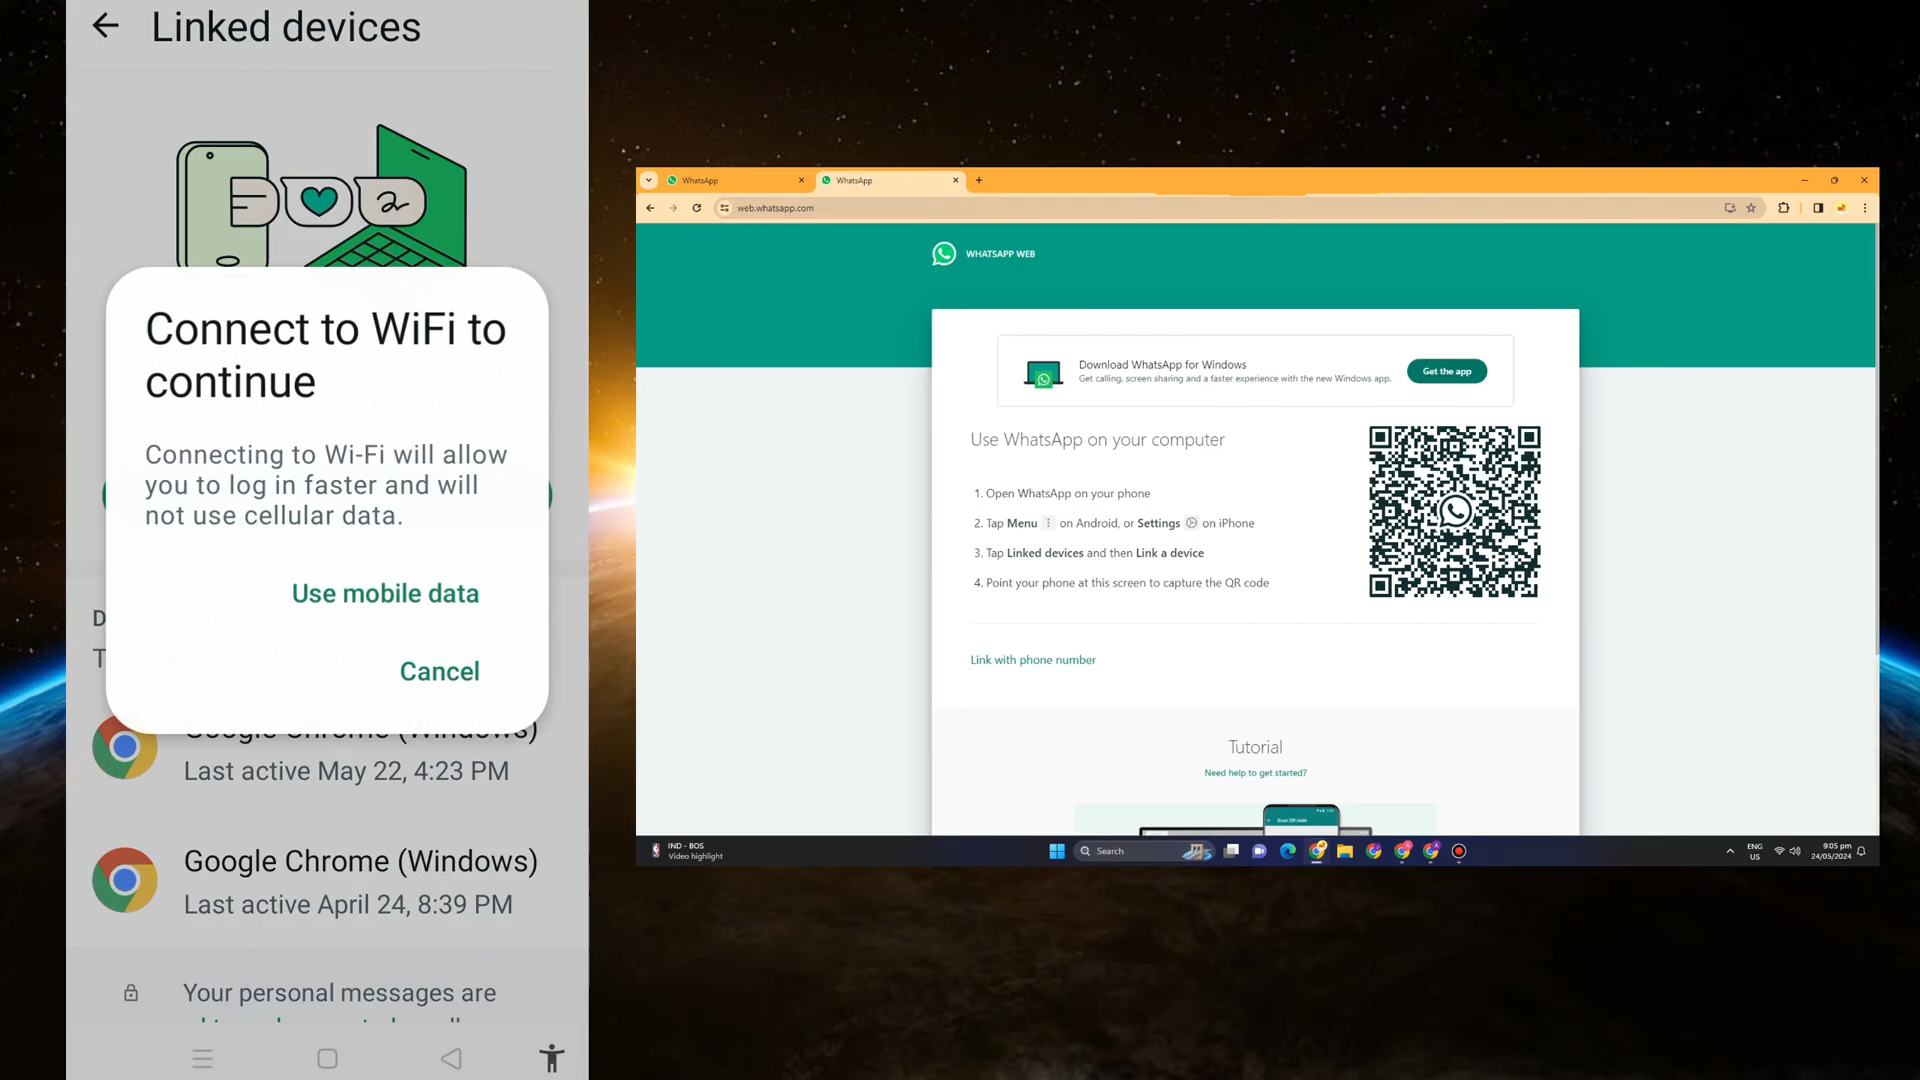 Linked devices
Connect to WiFi to
continue
Connecting to Wi-Fi will allow
you to log in faster and will
not use cellular data.
Use mobile data
Cancel
Google Chrome (Windows)
Last active May 22, 4:23 PM
Google Chrome (Windows)
Last active April 24, 8:39 PM
Your personal messages are
WhatsApp
WhatsApp
web.whatsapp.com
WHATSAPP WEB
Download WhatsApp for Windows
Get calling, screen sharing and a faster experience with the new Windows app.
Get the app
Use WhatsApp on your computer
1. Open WhatsApp on your phone
2. Tap Menu on Android, or Settings on iPhone
3. Tap Linked devices and then Link a device
4. Point your phone at this screen to capture the QR code
Link with phone number
Tutorial
Need help to get started?
Scan QR code
IND - BOS
Video highlight
Search
ENG
US
9:05 pm
24/05/2024